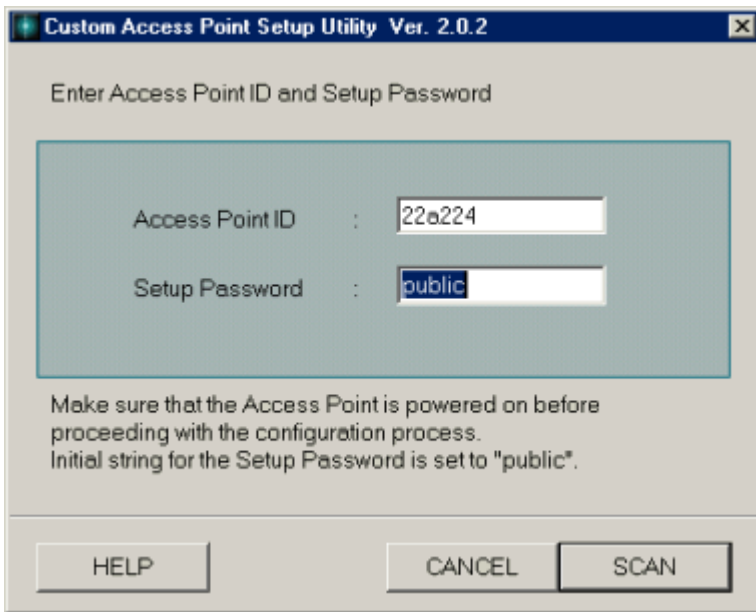 Custom Access Point Setup Utility Ver. 2.0.2
Enter Access Point ID and Setup Password
Access Point ID : 22a224
Setup Password : public
Make sure that the Access Point is powered on before
proceeding with the configuration process.
Initial string for the Setup Password is set to "public".
HELP CANCEL SCAN